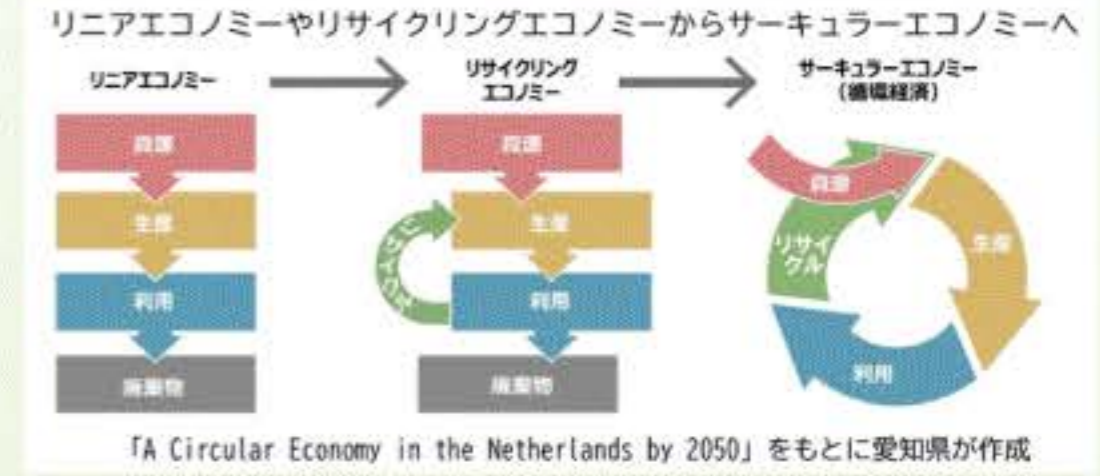 リニアエコノミーやリサイクリングエコノミーからサーキュラーエコノミーへ
リニアエコノミー
リサイクリング
エコノミー
サーキュラーエコノミー
(循環経済)
資源
生産
利用
廃棄物
資源
生産
リサイクル
利用
廃棄物
資源
生産
リサイ
クル
利用
「A Circular Economy in the Netherlands by 2050」をもとに愛知県が作成